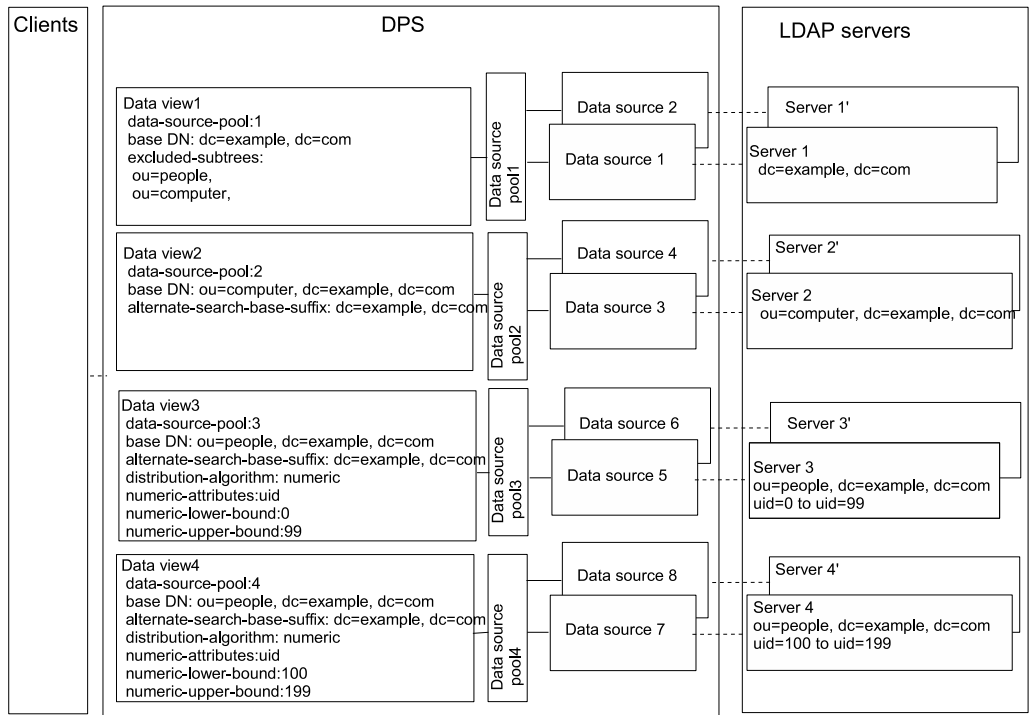 Clients
DPS
LDAP servers
Data view1
data-source-pool:1
base DN: dc=example, dc=com
excluded-subtrees:
ou=people,
ou=computer,
Data source
pool1
Data source 2
Data source 1
Server 1'
Server 1
dc=example, dc=com
Data view2
data-source-pool:2
base DN: ou=computer, dc=example, dc=com
alternate-search-base-suffix: dc=example, dc=com
Data source
pool2
Data source 4
Data source 3
Server 2'
Server 2
ou=computer, dc=example, dc=com
Data view3
data-source-pool:3
base DN: ou=people, dc=example, dc=com
alternate-search-base-suffix: dc=example, dc=com
distribution-algorithm: numeric
numeric-attributes:uid
numeric-lower-bound:0
numeric-upper-bound:99
Data source
pool3
Data source 6
Data source 5
Server 3'
Server 3
ou=people, dc=example, dc=com
uid=0 to uid=99
Data view4
data-source-pool:4
base DN: ou=people, dc=example, dc=com
alternate-search-base-suffix: dc=example, dc=com
distribution-algorithm: numeric
numeric-attributes:uid
numeric-lower-bound:100
numeric-upper-bound:199
Data source
pool4
Data source 8
Data source 7
Server 4'
Server 4
ou=people, dc=example, dc=com
uid=100 to uid=199